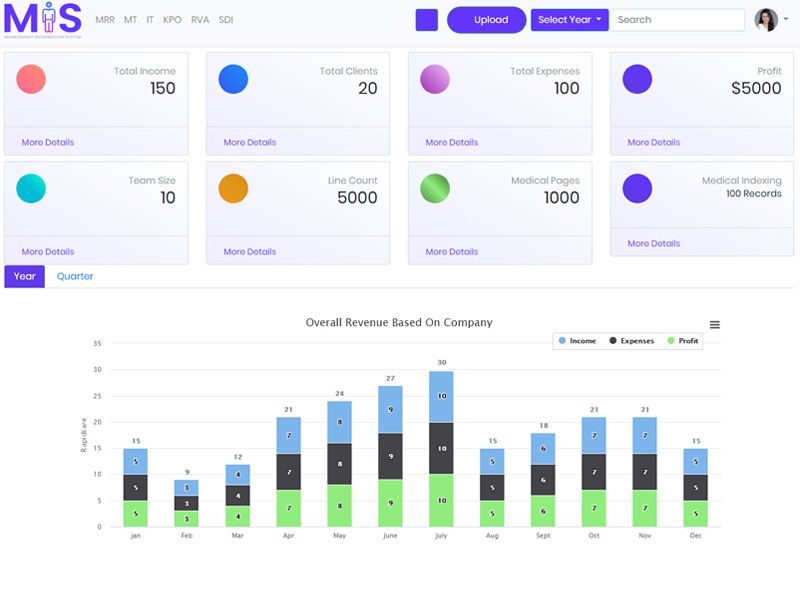 MIS
MANAGEMENT INFORMATION SYSTEM
MRR MT IT KPO RVA SDI
Upload
Select Year
Search
Total Income
150
More Details
Total Clients
20
More Details
Total Expenses
100
More Details
Profit
$5000
More Details
Team Size
10
More Details
Line Count
5000
More Details
Medical Pages
1000
More Details
Medical Indexing
100 Records
More Details
Year Quarter
Overall Revenue Based On Company
Income Expenses Profit
Rapidcare
35
30
25
20
15
10
5
0
15 9 12 21 24 27 30 15 18 21 21 15
5 3 4 7 8 9 10 5 6 7 7 5
5 3 4 7 8 9 10 5 6 7 7 5
5 3 4 7 8 9 10 5 6 7 7 5
jan Feb Mar Apr May June July Aug Sept Oct Nov Dec